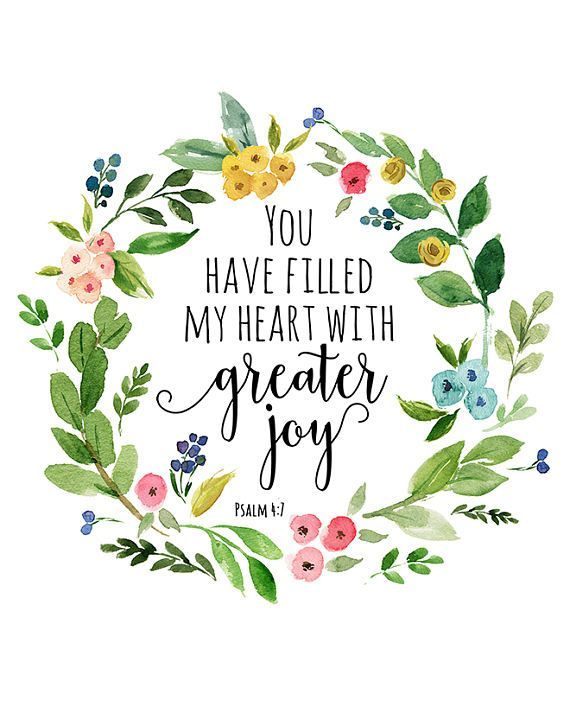 YOU
HAVE FILLED
MY HEART WITH
greater
joy
PSALM 4:7